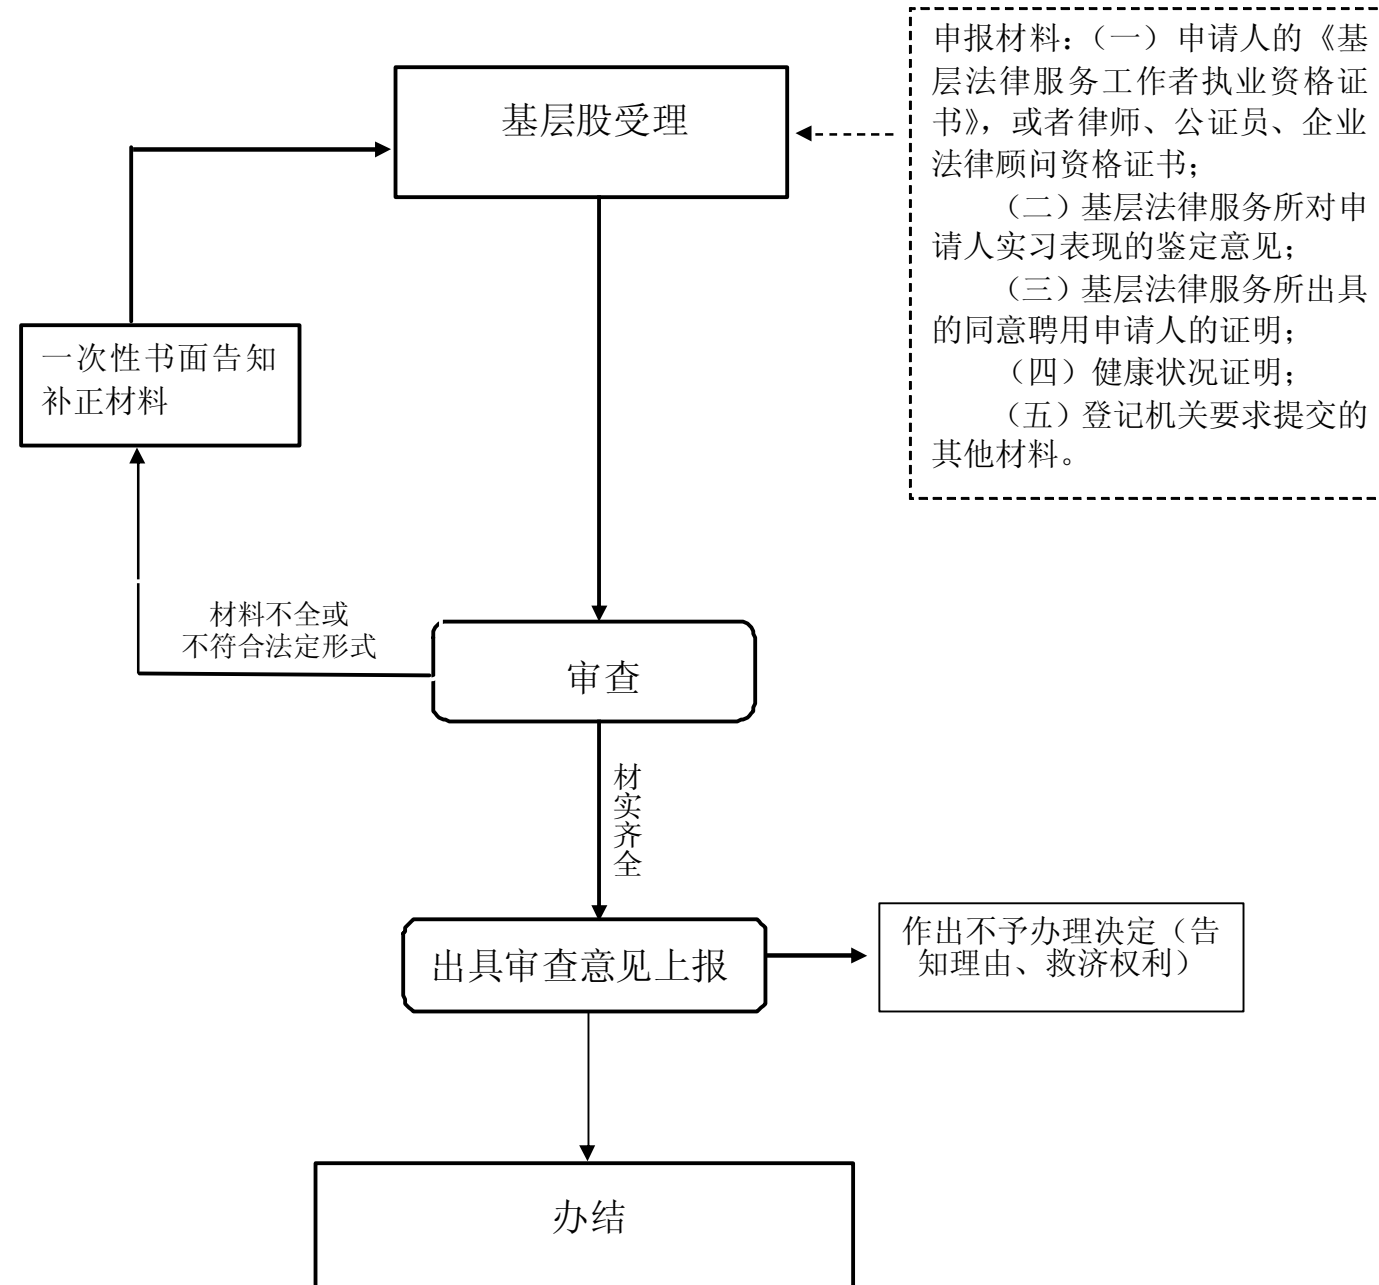 申报材料：（一）申请人的《基
层法律服务工作者执业资格证
书》，或者律师、公证员、企业
法律顾问资格证书；
（二）基层法律服务所对申
请人实习表现的鉴定意见；
（三）基层法律服务所出具
的同意聘用申请人的证明；
（四）健康状况证明；
（五）登记机关要求提交的
其他材料。
基层股受理
一次性书面告知
补正材料
材料不全或
不符合法定形式
审查
材实齐全
出具审查意见上报
作出不予办理决定（告
知理由、救济权利）
办结